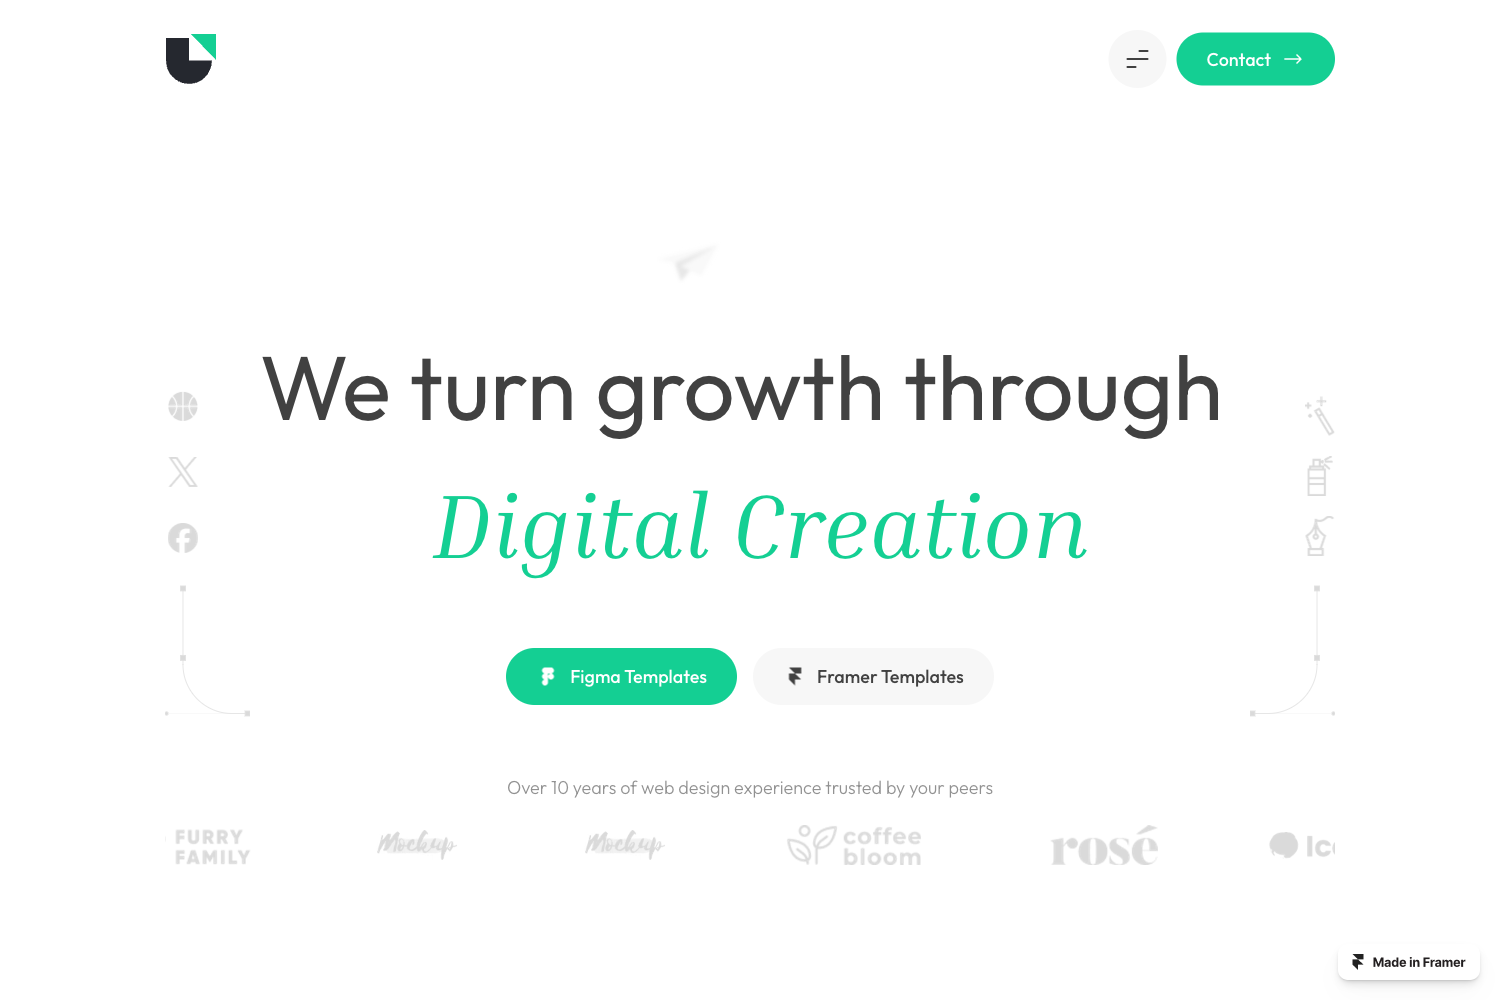 Contact
We turn growth through
Digital Creation
Figma Templates
Framer Templates
Over 10 years of web design experience trusted by your peers
FURRY
FAMILY
Mockup
Mockup
coffee
bloom
rosé
Made in Framer